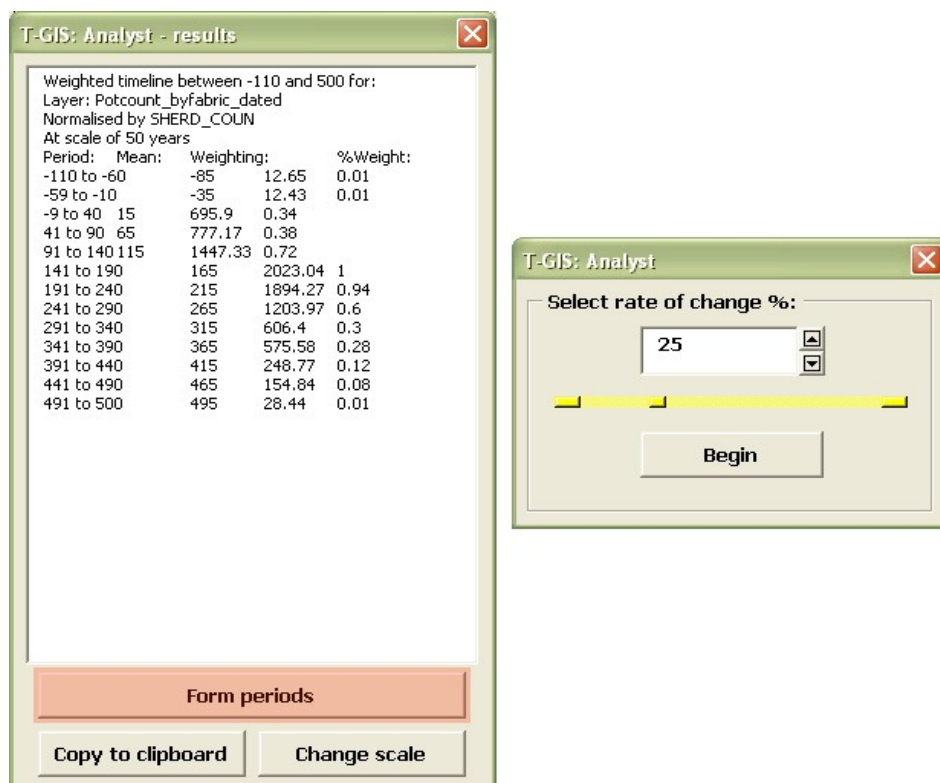 T-GIS: Analyst - results
Weighted timeline between -110 and 500 for:
Layer: Potcount_byfabric_dated
Normalised by SHERD_COUN
At scale of 50 years
Period: Mean: Weighting: %Weight:
-110 to -60 -85 12.65 0.01
-59 to -10 -35 12.43 0.01
-9 to 40 15 695.9 0.34
41 to 90 65 777.17 0.38
91 to 140 115 1447.33 0.72
141 to 190 165 2023.04 1
191 to 240 215 1894.27 0.94
241 to 290 265 1203.97 0.6
291 to 340 315 606.4 0.3
341 to 390 365 575.58 0.28
391 to 440 415 248.77 0.12
441 to 490 465 154.84 0.08
491 to 500 495 28.44 0.01
Form periods
Copy to clipboard Change scale
T-GIS: Analyst
Select rate of change %:
25
Begin